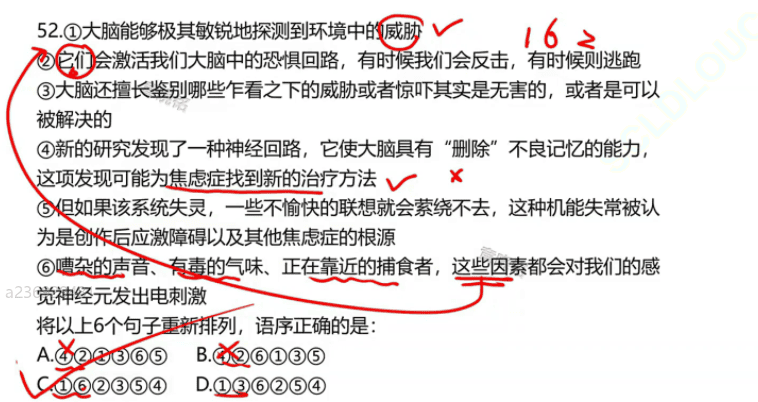 162
52.①大脑能够极其敏锐地探测到环境中的威胁
②它们会激活我们大脑中的恐惧回路，有时候我们会反击，有时候则逃跑
③大脑还擅长鉴别哪些乍看之下的威胁或者惊吓其实是无害的，或者是可以
被解决的
④新的研究发现了一种神经回路，它使大脑具有“删除”不良记忆的能力，
这项发现可能为焦虑症找到新的治疗方法
⑤但如果该系统失灵，一些不愉快的联想就会萦绕不去，这种机能失常被认
为是创作后应激障碍以及其他焦虑症的根源
⑥嘈杂的声音、有毒的气味、正在靠近的捕食者，这些因素都会对我们的感
觉神经元发出电刺激
将以上6个句子重新排列，语序正确的是：
A.④②①③⑥⑤ B.④②⑥①③⑤
C.①⑥②③⑤④ D.①③⑥②⑤④